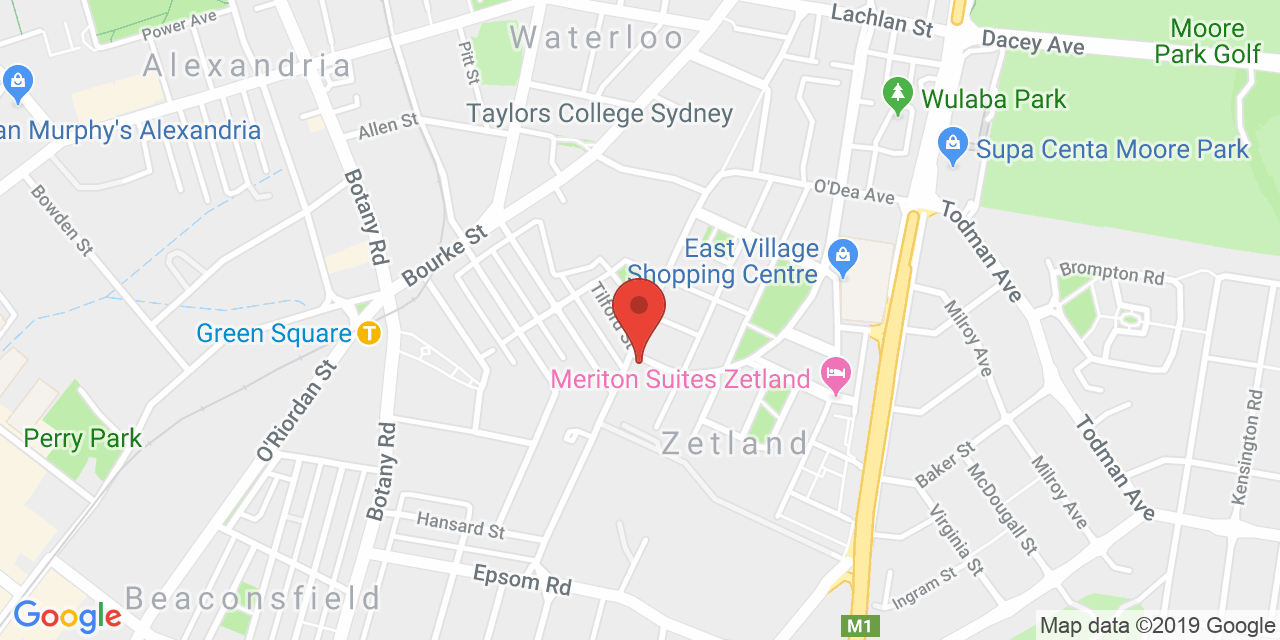 Power Ave
Waterloo
Lachlan St
Dacey Ave
Moore
Park Golf
Alexandria
Pitt St
an Murphy's Alexandria
Allen St
Taylors College Sydney
Wulaba Park
Supa Centa Moore Park
Bowden St
Botany Rd
Bourke St
O'Dea Ave
Todman Ave
East Village
Shopping Centre
Brompton Rd
Tilford St
Milroy Ave
Green Square
T
Meriton Suites Zetland
O'Riordan St
Perry Park
Zetland
Kensington Rd
Todman Ave
Botany Rd
Baker St
McDougall St
Milroy Ave
Hansard St
Virginia St
Epsom Rd
Ingram St
Beaconsfield
Google
M1
Map data ©2019 Google